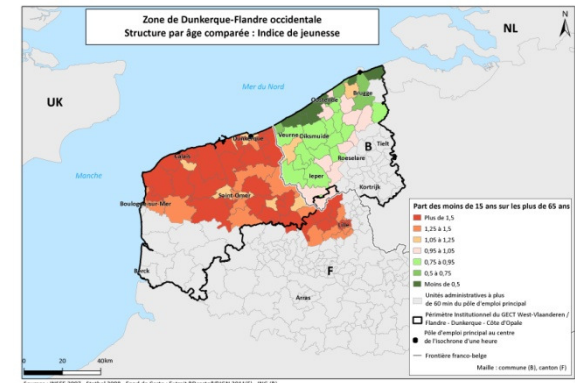 Zone de Dunkerque-Flandre occidentale
Structure par âge comparée : Indice de jeunesse
N
NL
UK
Mer du Nord
Manche
Oostende
Brugge
Dunkerque
Veurne
Diksmuide
B
Tielt
Calais
Roeselare
Ieper
Kortrijk
Saint-Omer
Boulogne-sur-Mer
Lille
Berck
F
Arras
Part des moins de 15 ans sur les plus de 65 ans
Plus de 1,5
1,25 à 1,5
1,05 à 1,25
0,95 à 1,05
0,75 à 0,95
0,5 à 0,75
Moins de 0,5
Unités administratives à plus
de 60 min du pôle d'emploi principal
Périmètre Institutionnel du GECT West-Vlaanderen /
Flandre - Dunkerque - Côte d'Opale
Pôle d'emploi principal au centre
de l'isochrone d'une heure
Frontière franco-belge
Maille : commune (B), canton (F)
0 20 40km